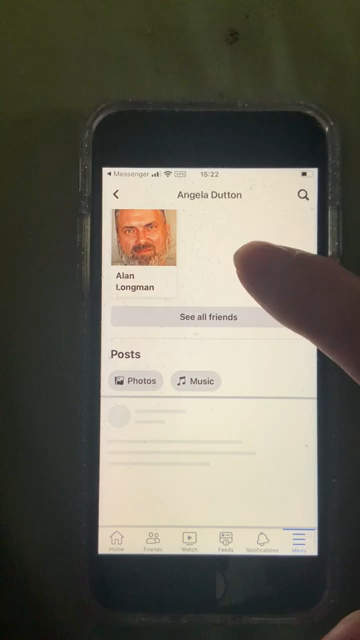 Messenger VPN 15:22
Angela Dutton
Alan
Longman
See all friends
Posts
Photos Music
Home Friends Watch Feeds Notifications Menu